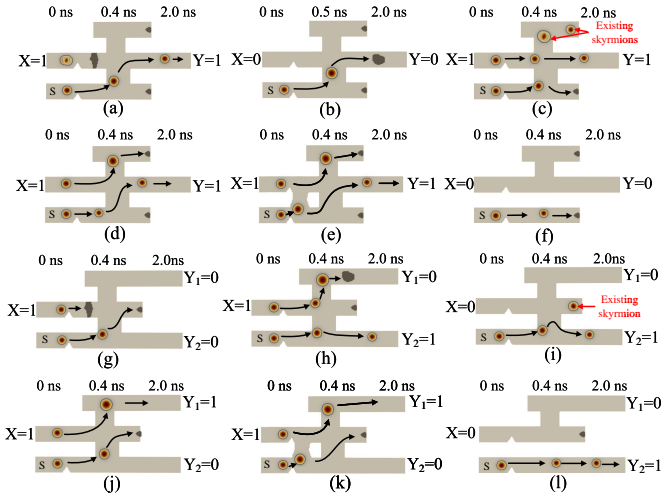 0 ns 0.4 ns 2.0 ns
X=1 Y=1
S
(a)
0 ns 0.5 ns 2.0 ns
X=0 Y=0
S
(b)
0 ns 0.4 ns 2.0 ns
Existing
skyrmions
X=1 Y=1
S
(c)
0 ns 0.4 ns 2.0 ns
X=1 Y=1
S
(d)
0 ns 0.4 ns 2.0 ns
X=1 Y=1
S
(e)
0 ns 0.4 ns 2.0 ns
X=0 Y=0
S
(f)
0 ns 0.4 ns 2.0ns
Y₁=0
X=1
S Y₂=0
(g)
0 ns 0.4 ns 2.0 ns
Y₁=0
X=1
S Y₂=1
(h)
0 ns 0.4 ns 2.0ns
Y₁=0
Existing
skyrmion
X=0
S Y₂=1
(i)
0 ns 0.4 ns 2.0 ns
Y₁=1
X=1
S Y₂=0
(j)
0 ns 0.4 ns 2.0 ns
Y₁=1
X=1
S Y₂=0
(k)
0 ns 0.4 ns 2.0 ns
Y₁=0
X=0
S Y₂=1
(l)